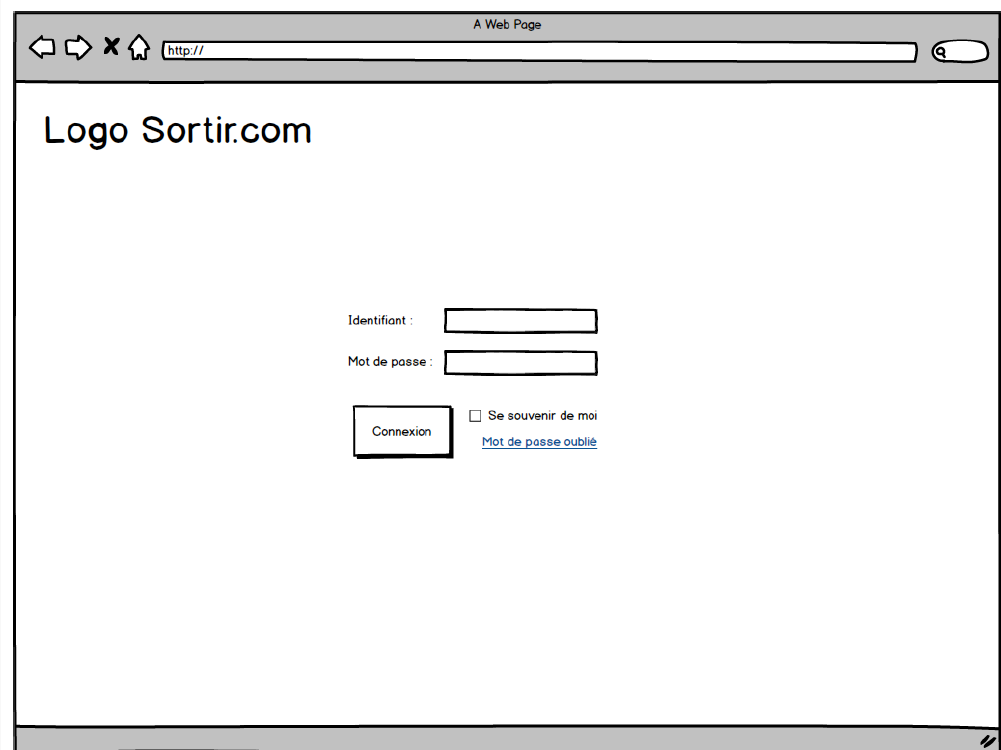 A Web Page
http://
Logo Sortir.com
Identifiant :
Mot de passe :
Connexion
Se souvenir de moi
Mot de passe oublié